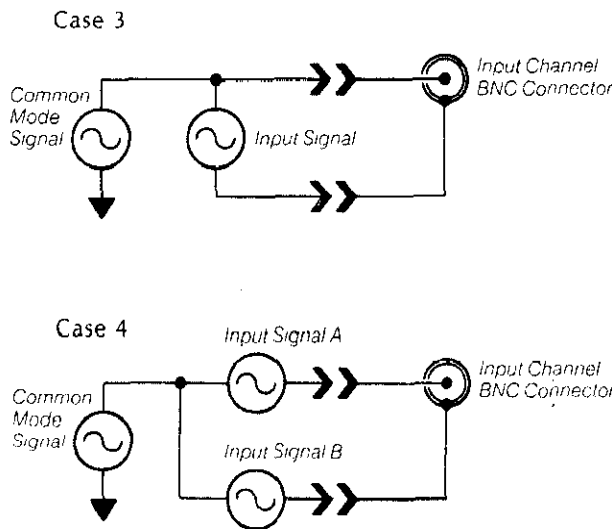 Case 3
Common
Mode
Signal
Input Signal
Input Channel
BNC Connector
Case 4
Common
Mode
Signal
Input Signal A
Input Signal B
Input Channel
BNC Connector